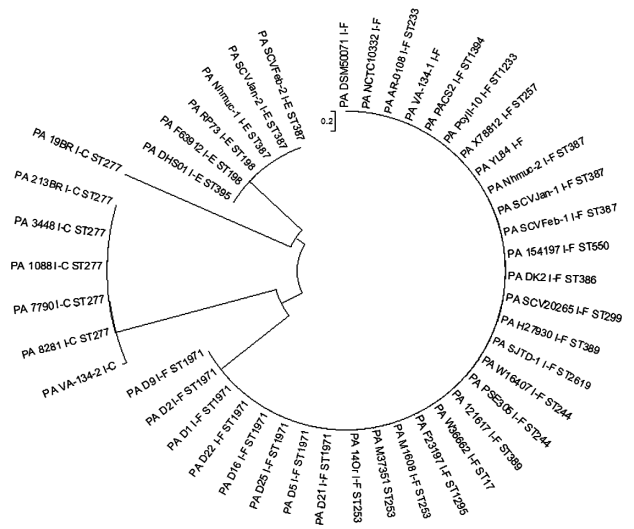 PA DSM50071 I-F
PA NCTC10332 I-F
PA AR-0108 I-F ST233
PA VA-134-1 I-F
PA PACS2 I-F ST1394
PA PcyII-10 I-F ST1233
PA X78812 I-F ST257
PA YL84 I-F
PA Nhmuc-2 I-F ST387
PA SCVJan-1 I-F ST387
PA SCVFeb-1 I-F ST387
PA 154197 I-F ST550
PA DK2 I-F ST386
PA SCV20265 I-F ST299
PA H27930 I-F ST389
PA SJTD-1 I-F ST2619
PA W16407 I-F ST244
PA PSE305 I-F ST244
PA 121617 I-F ST389
PA W36662 I-F ST17
PA F23197 I-F ST1295
PA M1608 I-F ST253
PA M37351 ST253
PA 14Or I-F ST253
PA D21 I-F ST1971
PA D5 I-F ST1971
PA D25 I-F ST1971
PA D16 I-F ST1971
PA D22 I-F ST1971
PA D1 I-F ST1971
PA D2 I-F ST1971
PA D9 I-F ST1971
PA VA-134-2 I-C
PA 8281 I-C ST277
PA 7790 I-C ST277
PA 1088 I-C ST277
PA 3448 I-C ST277
PA 213BR I-C ST277
PA 19BR I-C ST277
PA DHS01 I-E ST395
PA F63912 I-E ST198
PA RP73 I-E ST198
PA Nhmuc-1 I-E ST387
PA SCVJan-2 I-E ST387
PA SCVFeb-2 I-E ST387
0.2